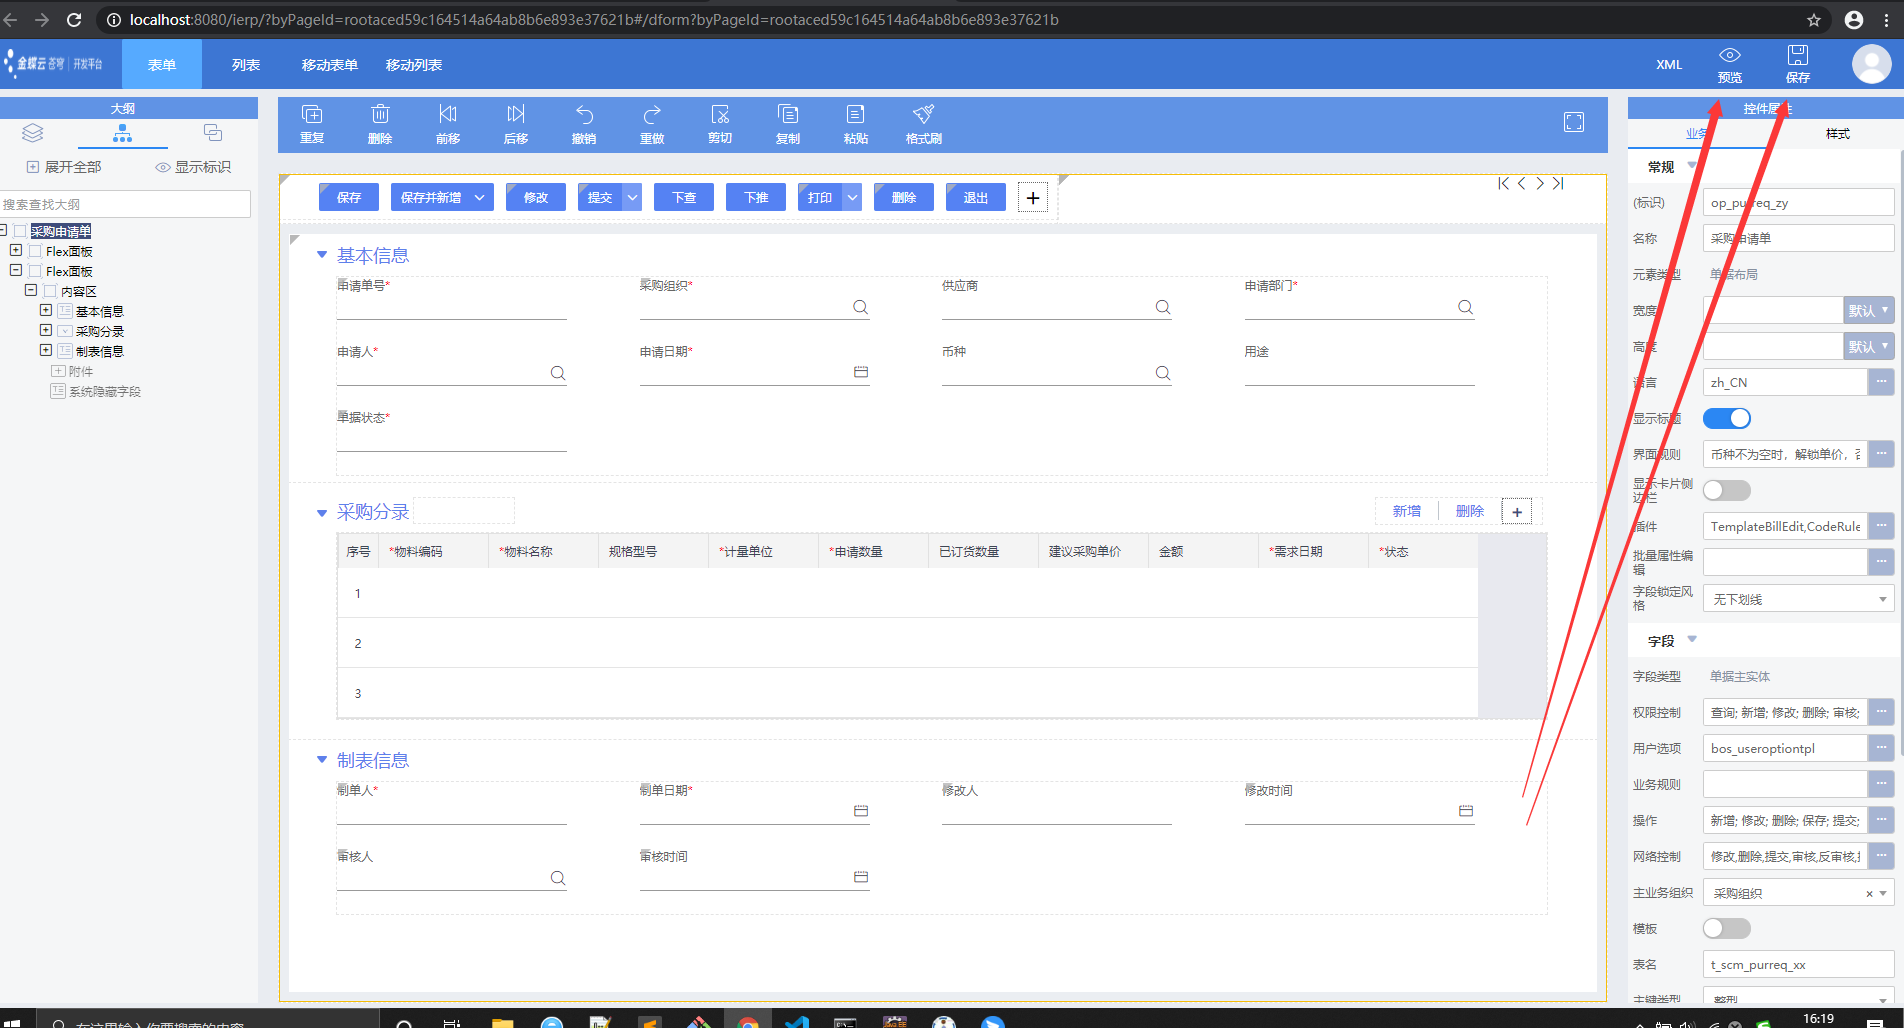 localhost:8080/ierp/?byPageId=rootaced59c164514a64ab8b6e893e37621b#/dform?byPageId=rootaced59c164514a64ab8b6e893e37621b
金蝶云 苍穹 | 开发平台
表单
列表
移动表单
移动列表
XML
预览
保存
大纲
展开全部
显示标识
搜索查找大纲
采购申请单
Flex面板
Flex面板
内容区
基本信息
采购分录
制表信息
附件
系统隐藏字段
重复
删除
前移
后移
撤销
重做
剪切
复制
粘贴
格式刷
保存
保存并新增
修改
提交
下查
下推
打印
删除
退出
基本信息
申请单号*
采购组织*
供应商
申请部门*
申请人*
申请日期*
币种
用途
单据状态*
采购分录
新增
删除
序号
*物料编码
*物料名称
规格型号
*计量单位
*申请数量
已订货数量
建议采购单价
金额
*需求日期
*状态
1
2
3
制表信息
制单人*
制单日期*
修改人
修改时间
审核人
审核时间
控件属性
业务
样式
常规
(标识)
op_purreq_zy
名称
采购申请单
元素类型
单据布局
宽度
默认
高度
默认
语言
zh_CN
显示标题
界面规则
币种不为空时，解锁单价，否
显示卡片侧边栏
插件
TemplateBillEdit,CodeRule
批量属性编辑
字段锁定风格
无下划线
字段
字段类型
单据主实体
权限控制
查询; 新增; 修改; 删除; 审核;
用户选项
bos_useroptiontpl
业务规则
操作
新增; 修改; 删除; 保存; 提交;
网络控制
修改,删除,提交,审核,反审核,
主业务组织
采购组织
模板
表名
t_scm_purreq_xx
主键类型
整型
在这里输入你要搜索的内容
16:19